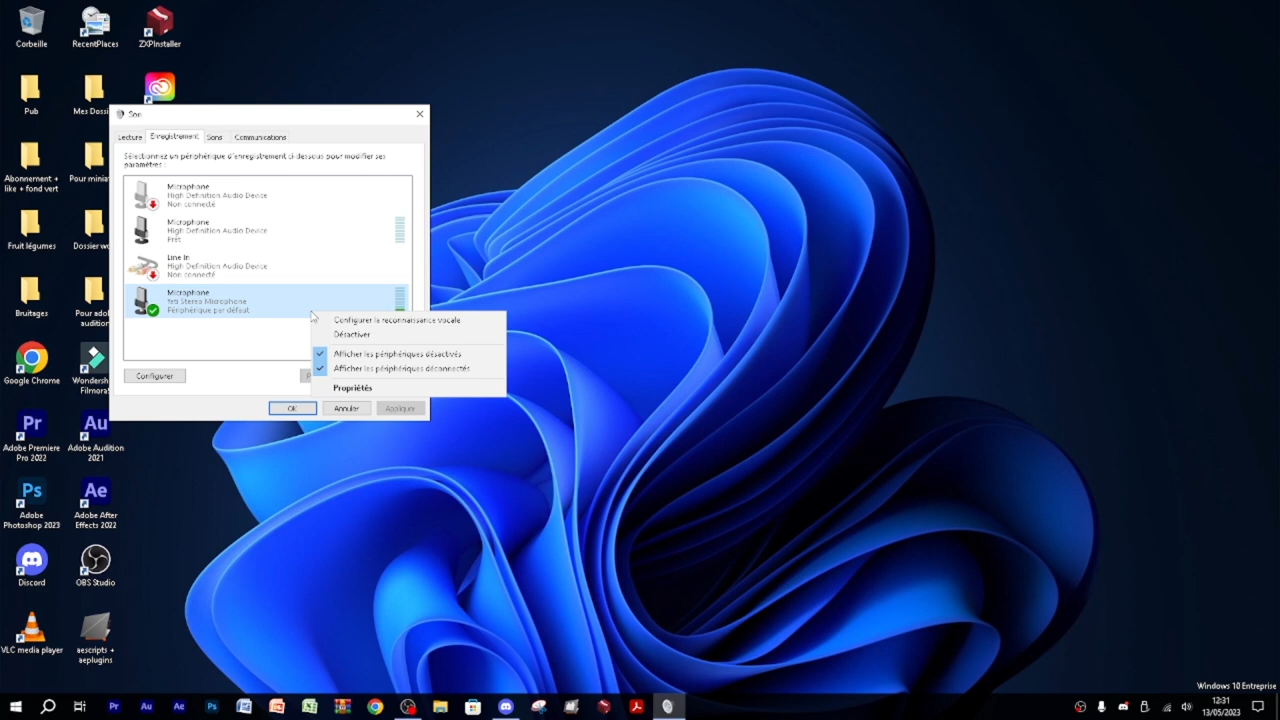 Corbeille
RecentPlaces
ZXPInstaller
Pub
Mes Dossi
Abonnement +
like + fond vert
Pour miniat
Fruit légumes
Dossier wo
Bruitages
Pour adob
audition
Google Chrome
Wondersh
Filmora9
Adobe Premiere
Pro 2022
Adobe Audition
2021
Adobe
Photoshop 2023
Adobe After
Effects 2022
Discord
OBS Studio
VLC media player
aescripts +
aeplugins
Son
Lecture
Enregistrement
Sons
Communications
Sélectionnez un périphérique d'enregistrement ci-dessous pour modifier ses
paramètres :
Microphone
High Definition Audio Device
Non connecté
Microphone
High Definition Audio Device
Prêt
Line In
High Definition Audio Device
Non connecté
Microphone
Yeti Stereo Microphone
Périphérique par défaut
Configurer la reconnaissance vocale
Désactiver
Afficher les périphériques désactivés
Afficher les périphériques déconnectés
Propriétés
Configurer
OK
Annuler
Appliquer
Windows 10 Entreprise
12:31
13/05/2023